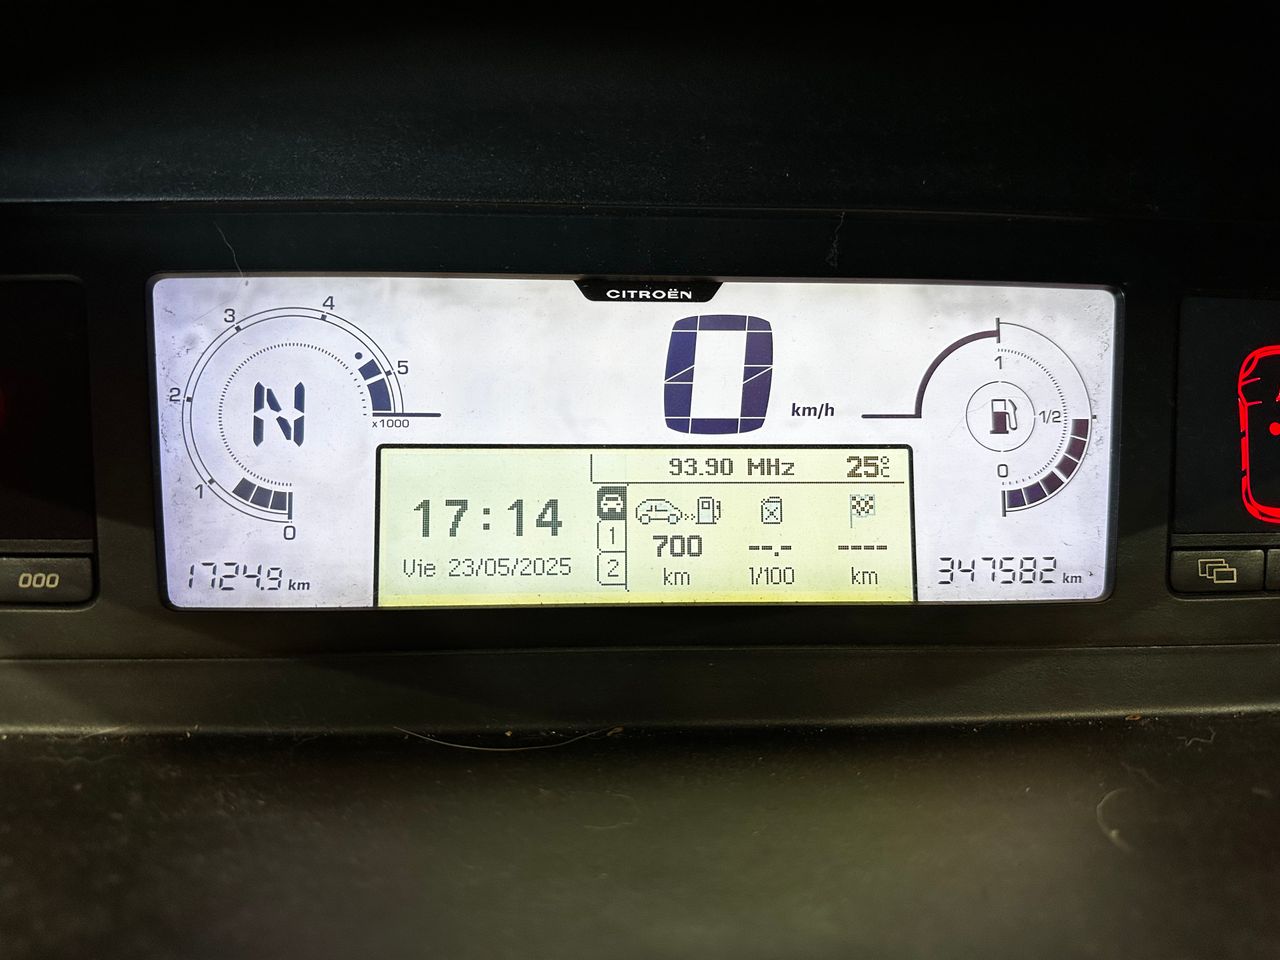 CITROËN
4
3
5
2
x1000
1
0
N
0
km/h
1
1/2
0
93.90 MHz
25°C
17:14
Vie 23/05/2025
1
2
700
--.-
----
km
l/100
km
1724.9 km
347582 km
000